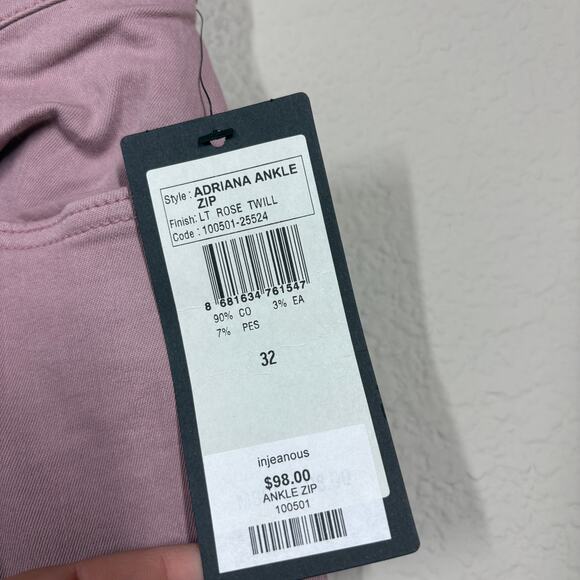 Style : ADRIANA ANKLE
ZIP
Finish: LT ROSE TWILL
Code : 100501-25524
8 681634 761547
90% CO 3% EA
7% PES
32
injeanous
$98.00
ANKLE ZIP
100501